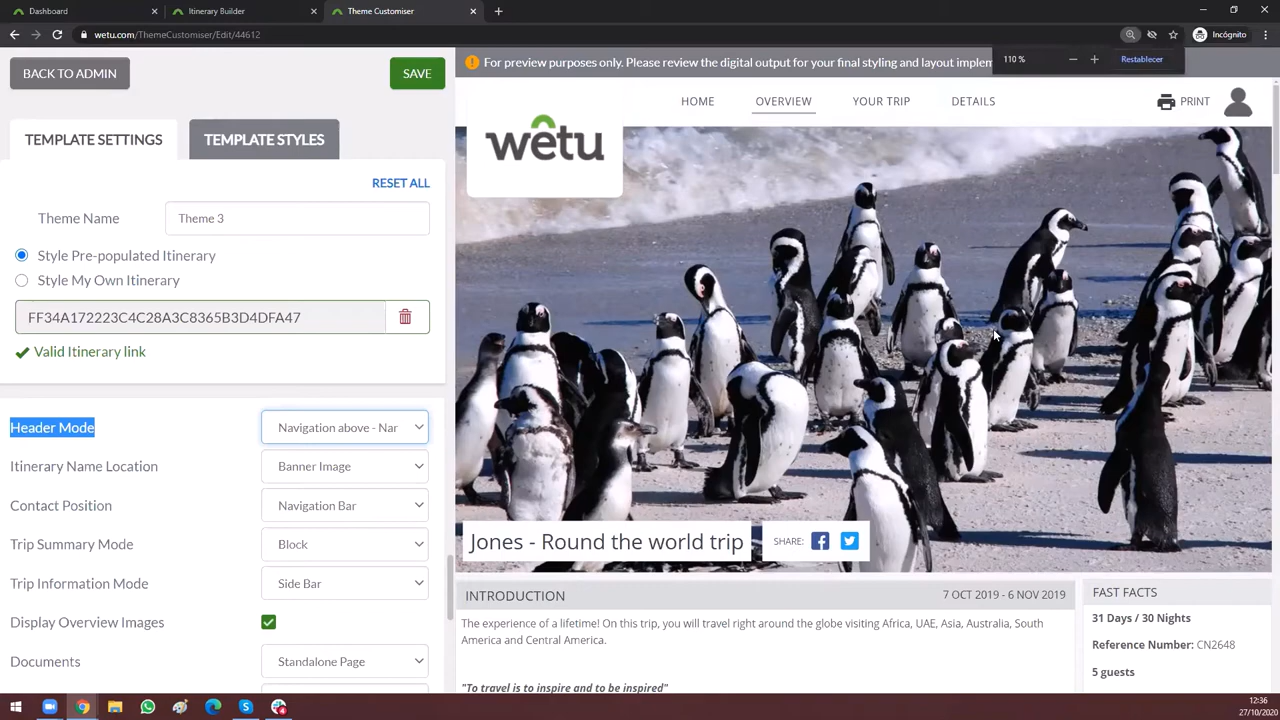 Dashboard
Itinerary Builder
Theme Customiser
wetu.com/ThemeCustomiser/Edit/44612
Incógnito
110 %
Restablecer
BACK TO ADMIN
SAVE
TEMPLATE SETTINGS
TEMPLATE STYLES
RESET ALL
Theme Name
Theme 3
Style Pre-populated Itinerary
Style My Own Itinerary
FF34A172223C4C28A3C8365B3D4DFA47
Valid Itinerary link
Header Mode
Navigation above - Nar
Itinerary Name Location
Banner Image
Contact Position
Navigation Bar
Trip Summary Mode
Block
Trip Information Mode
Side Bar
Display Overview Images
Documents
Standalone Page
For preview purposes only. Please review the digital output for your final styling and layout implem
HOME
OVERVIEW
YOUR TRIP
DETAILS
PRINT
wetu
Jones - Round the world trip
SHARE:
INTRODUCTION
7 OCT 2019 - 6 NOV 2019
The experience of a lifetime! On this trip, you will travel right around the globe visiting Africa, UAE, Asia, Australia, South
America and Central America.
"To travel is to inspire and to be inspired"
FAST FACTS
31 Days / 30 Nights
Reference Number: CN2648
5 guests
12:36
27/10/2020